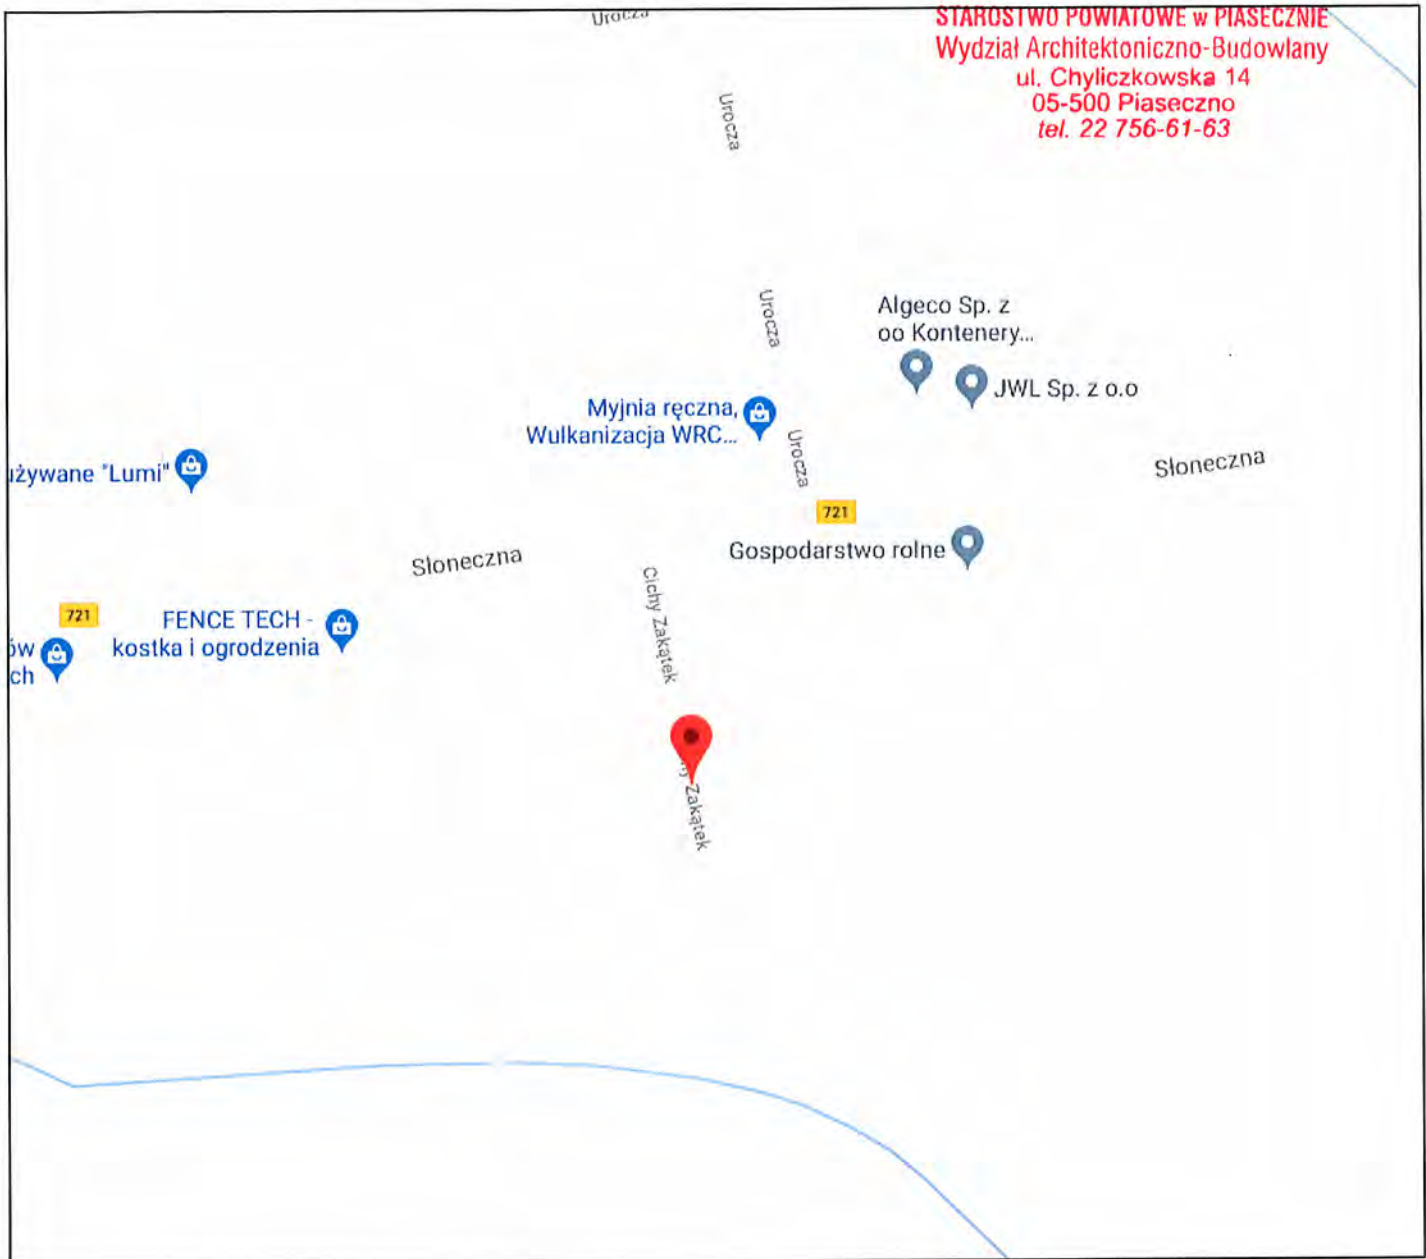 Urocza
STAROSTWO POWIATOWE w PIASECZNIE
Wydział Architektoniczno-Budowlany
ul. Chyliczkowska 14
05-500 Piaseczno
tel. 22 756-61-63
Urocza
Urocza
Algeco Sp. z
oo Kontenery...
JWL Sp. z o.o
Myjnia ręczna,
Wulkanizacja WRC...
Urocza
Słoneczna
używane "Lumi"
721
Gospodarstwo rolne
Słoneczna
Cichy Zakątek
721
FENCE TECH -
kostka i ogrodzenia
ów
ch
Zakątek